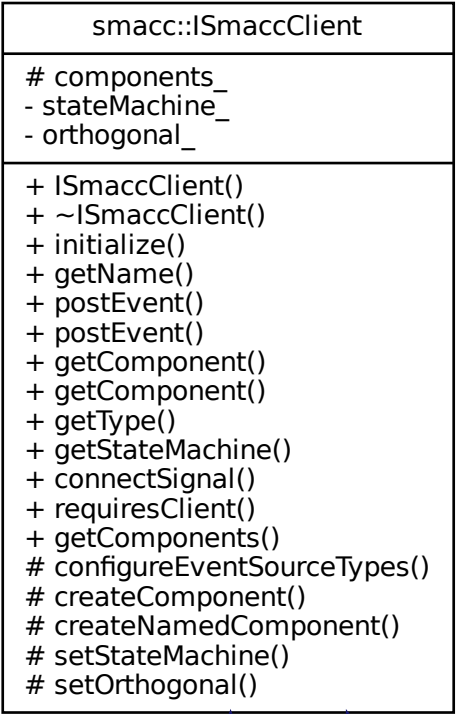 smacc::ISmaccClient
# components_
- stateMachine_
- orthogonal_
+ ISmaccClient()
+ ~ISmaccClient()
+ initialize()
+ getName()
+ postEvent()
+ postEvent()
+ getComponent()
+ getComponent()
+ getType()
+ getStateMachine()
+ connectSignal()
+ requiresClient()
+ getComponents()
# configureEventSourceTypes()
# createComponent()
# createNamedComponent()
# setStateMachine()
# setOrthogonal()